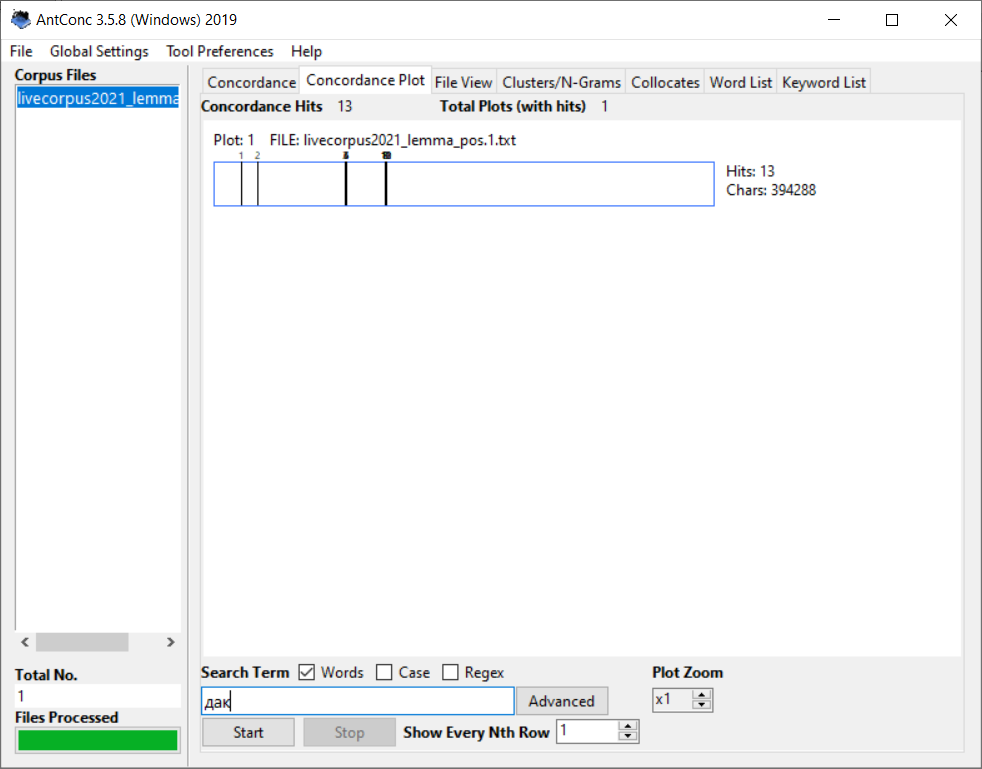 AntConc 3.5.8 (Windows) 2019
File Global Settings Tool Preferences Help
Corpus Files
livecorpus2021_lemma
Concordance Concordance Plot File View Clusters/N-Grams Collocates Word List Keyword List
Concordance Hits 13 Total Plots (with hits) 1
Plot: 1 FILE: livecorpus2021_lemma_pos.1.txt
1 2
Hits: 13
Chars: 394288
Total No.
1
Files Processed
Search Term Words Case Regex Plot Zoom
дак Advanced x1
Start Stop Show Every Nth Row 1